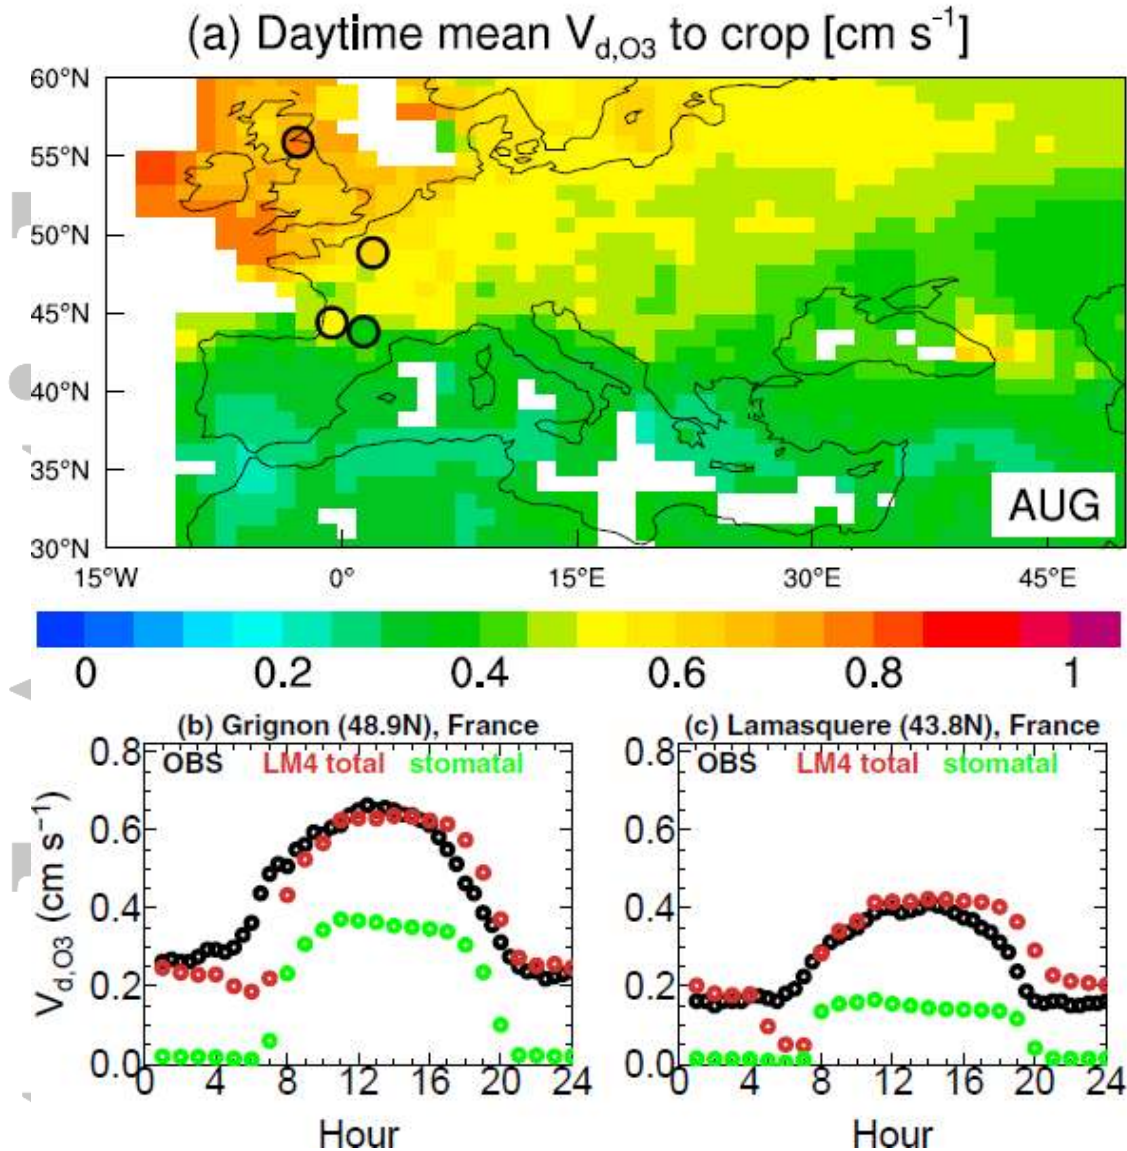 (a) Daytime mean Vd,O3 to crop [cm s⁻¹]
60°N
55°N
50°N
45°N
40°N
35°N
30°N
AUG
15°W 0° 15°E 30°E 45°E
0 0.2 0.4 0.6 0.8 1
(b) Grignon (48.9N), France
OBS LM4 total stomatal
Vd,O3 (cm s⁻¹)
0.8
0.6
0.4
0.2
0.0
0 4 8 12 16 20 24
Hour
(c) Lamasquere (43.8N), France
OBS LM4 total stomatal
0.8
0.6
0.4
0.2
0.0
0 4 8 12 16 20 24
Hour